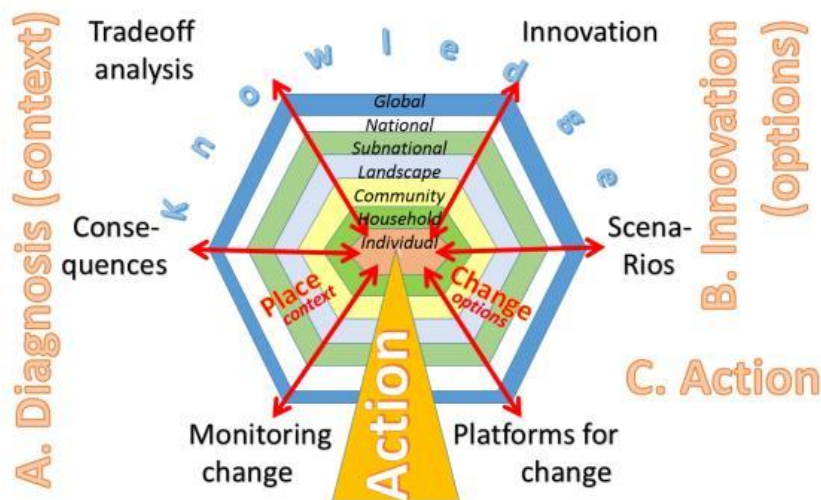 Tradeoff
analysis
Innovation
Knowledge
A. Diagnosis (context)
B. Innovation
(options)
Global
National
Subnational
Landscape
Community
Household
Individual
Conse-
quences
Scena-
Rios
Place
context
Change
options
Action
C. Action
Monitoring
change
Platforms for
change